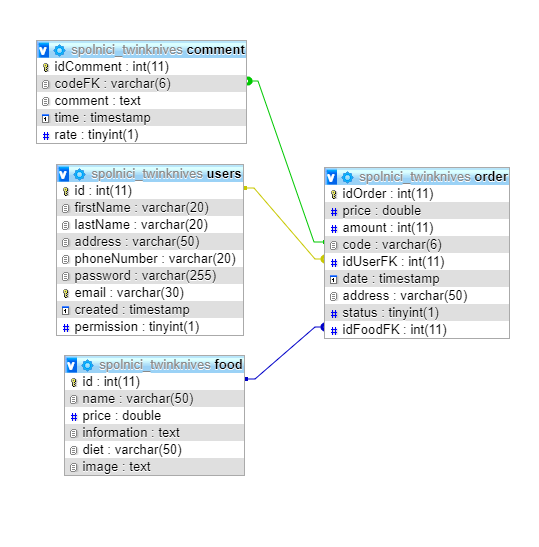 v spolnici_twinknives comment
idComment : int(11)
codeFK : varchar(6)
comment : text
time : timestamp
# rate : tinyint(1)
v spolnici_twinknives users
id : int(11)
firstName : varchar(20)
lastName : varchar(20)
address : varchar(50)
phoneNumber : varchar(20)
password : varchar(255)
email : varchar(30)
created : timestamp
# permission : tinyint(1)
v spolnici_twinknives food
id : int(11)
name : varchar(50)
# price : double
information : text
diet : varchar(50)
image : text
v spolnici_twinknives order
idOrder : int(11)
# price : double
# amount : int(11)
code : varchar(6)
# idUserFK : int(11)
date : timestamp
address : varchar(50)
# status : tinyint(1)
# idFoodFK : int(11)